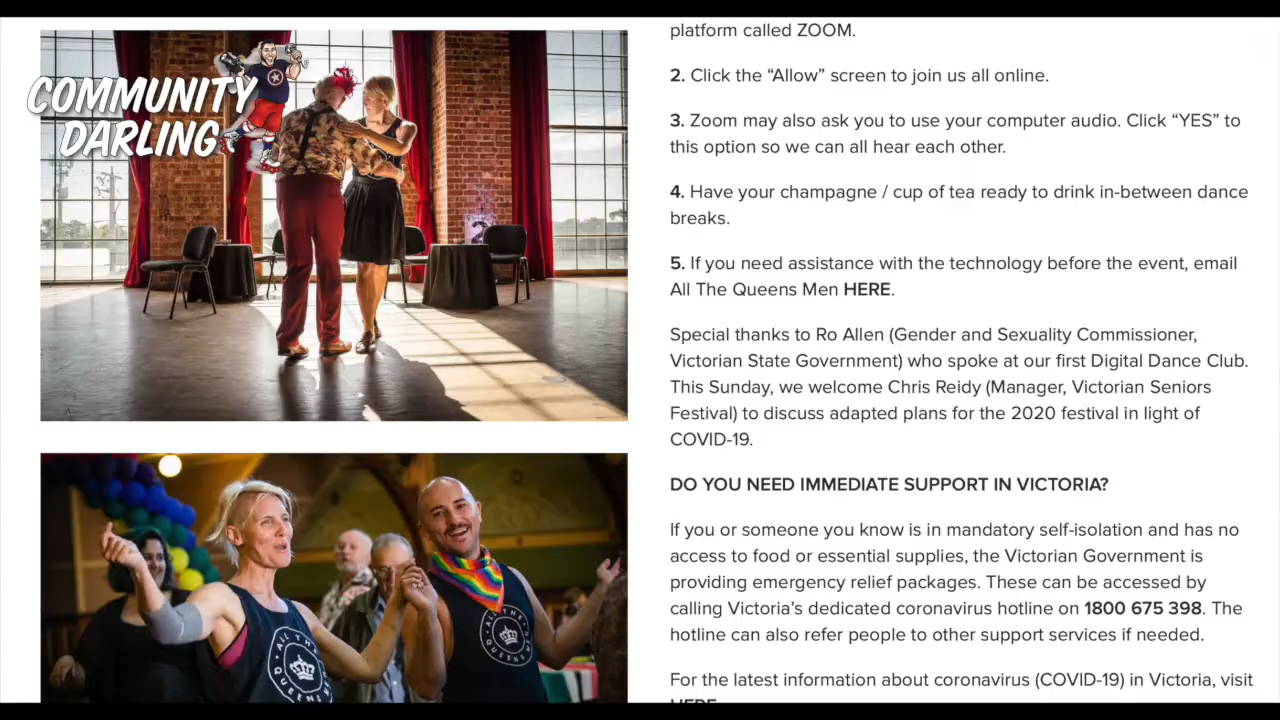 COMMUNITY
DARLING
platform called ZOOM.
2. Click the “Allow” screen to join us all online.
3. Zoom may also ask you to use your computer audio. Click “YES” to
this option so we can all hear each other.
4. Have your champagne / cup of tea ready to drink in-between dance
breaks.
5. If you need assistance with the technology before the event, email
All The Queens Men HERE.
Special thanks to Ro Allen (Gender and Sexuality Commissioner,
Victorian State Government) who spoke at our first Digital Dance Club.
This Sunday, we welcome Chris Reidy (Manager, Victorian Seniors
Festival) to discuss adapted plans for the 2020 festival in light of
COVID-19.
DO YOU NEED IMMEDIATE SUPPORT IN VICTORIA?
If you or someone you know is in mandatory self-isolation and has no
access to food or essential supplies, the Victorian Government is
providing emergency relief packages. These can be accessed by
calling Victoria’s dedicated coronavirus hotline on 1800 675 398. The
hotline can also refer people to other support services if needed.
For the latest information about coronavirus (COVID-19) in Victoria, visit
HERE
2
ALL THE
QUEENS
ALL THE
QUEENS